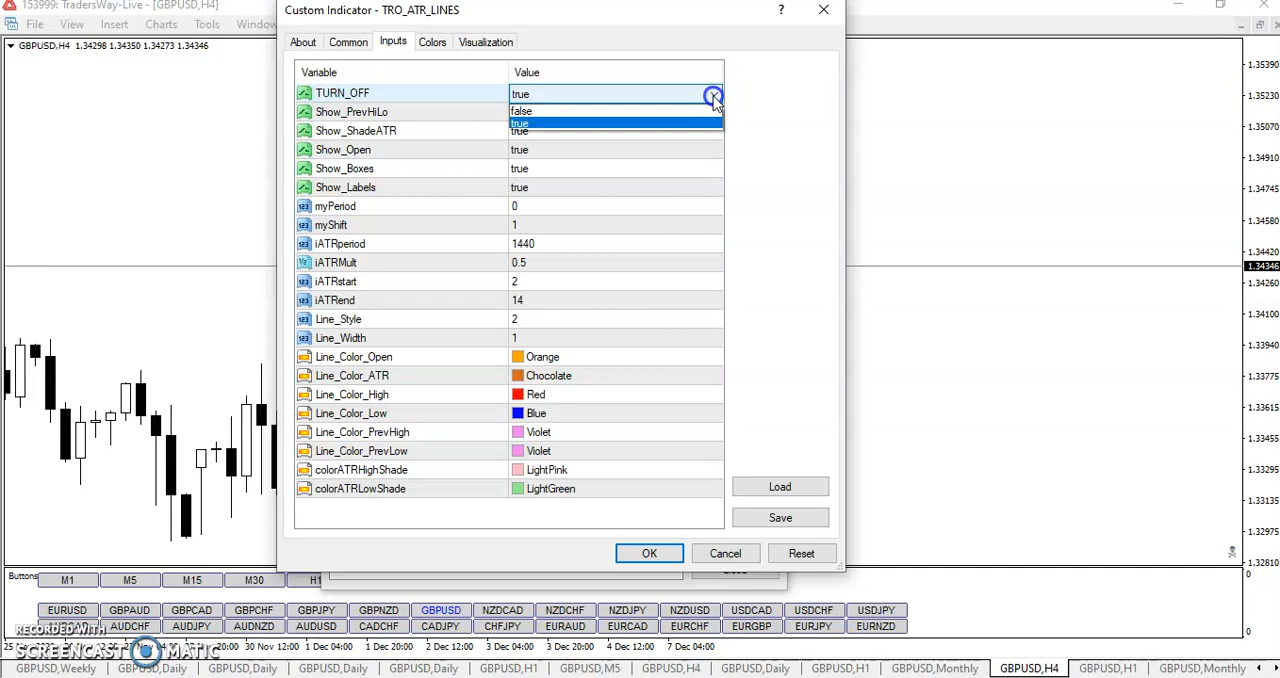 153999: TradersWay-Live - [GBPUSD,H4]
File View Insert Charts Tools Window
GBPUSD,H4 1.34298 1.34350 1.34273 1.34346
Custom Indicator - TRO_ATR_LINES
?
About Common Inputs Colors Visualization
Variable Value
TURN_OFF true
false
true
Show_PrevHiLo
Show_ShadeATR true
Show_Open true
Show_Boxes true
Show_Labels true
myPeriod 0
myShift 1
iATRperiod 1440
iATRMult 0.5
iATRstart 2
iATRend 14
Line_Style 2
Line_Width 1
Line_Color_Open Orange
Line_Color_ATR Chocolate
Line_Color_High Red
Line_Color_Low Blue
Line_Color_PrevHigh Violet
Line_Color_PrevLow Violet
colorATRHighShade LightPink
colorATRLowShade LightGreen
Load
Save
OK Cancel Reset
1.35390
1.35230
1.35070
1.34910
1.34745
1.34580
1.34420
1.34346
1.34260
1.34100
1.33940
1.33780
1.33615
1.33455
1.33295
1.33135
1.32975
1.32810
0
0
Buttons M1 M5 M15 M30 H1
EURUSD GBPAUD GBPCAD GBPCHF GBPJPY GBPNZD GBPUSD NZDCAD NZDCHF NZDJPY NZDUSD USDCAD USDCHF USDJPY
AUDCHF AUDJPY AUDNZD AUDUSD CADCHF CADJPY CHFJPY EURAUD EURCAD EURCHF EURGBP EURJPY EURNZD
RECORDED WITH
SCREENCAST MATIC
30 Nov 12:00 1 Dec 04:00 1 Dec 20:00 2 Dec 12:00 3 Dec 04:00 3 Dec 20:00 4 Dec 12:00 7 Dec 04:00
GBPUSD,Weekly GBPUSD,Daily GBPUSD,Daily GBPUSD,Daily GBPUSD,Daily GBPUSD,H1 GBPUSD,M5 GBPUSD,H4 GBPUSD,Daily GBPUSD,H1 GBPUSD,Monthly GBPUSD,H4 GBPUSD,H1 GBPUSD,Monthly